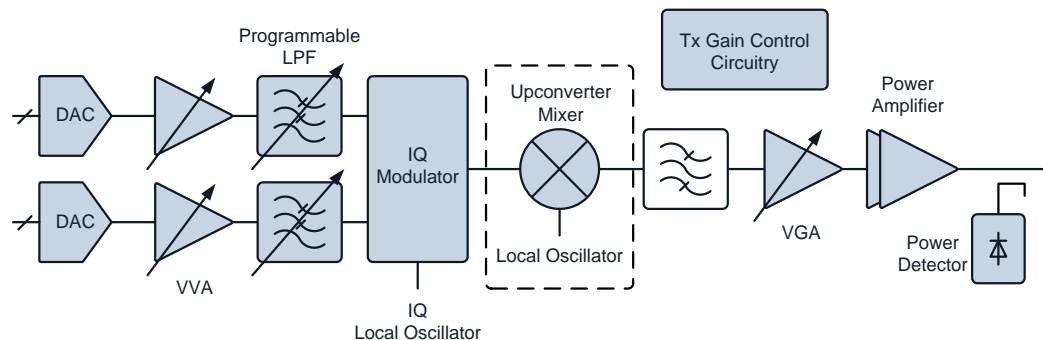 Programmable
LPF
Tx Gain Control
Circuitry
Power
Amplifier
Upconverter
Mixer
DAC
IQ
Modulator
DAC
Local Oscillator
VGA
Power
Detector
VVA
IQ
Local Oscillator